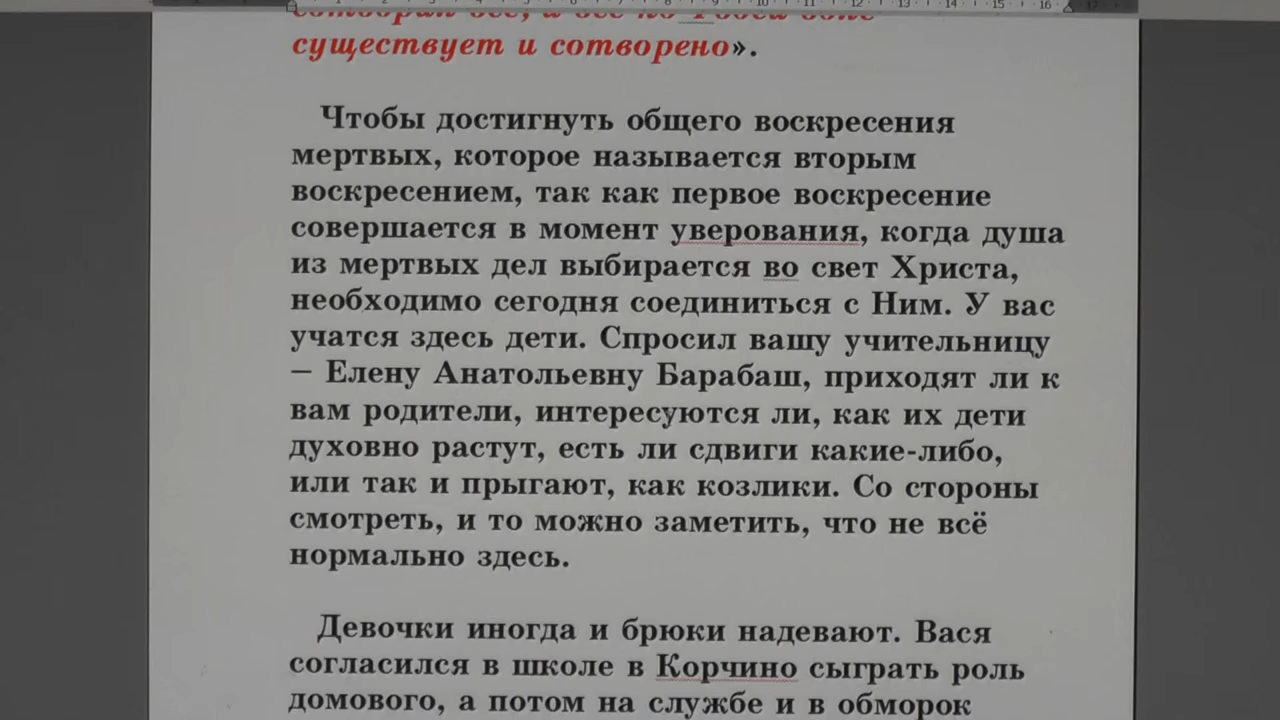 существует и сотворено».
Чтобы достигнуть общего воскресения
мертвых, которое называется вторым
воскресением, так как первое воскресение
совершается в момент уверования, когда душа
из мертвых дел выбирается во свет Христа,
необходимо сегодня соединиться с Ним. У вас
учатся здесь дети. Спросил вашу учительницу
– Елену Анатольевну Барабаш, приходят ли к
вам родители, интересуются ли, как их дети
духовно растут, есть ли сдвиги какие-либо,
или так и прыгают, как козлики. Со стороны
смотреть, и то можно заметить, что не всё
нормально здесь.
Девочки иногда и брюки надевают. Вася
согласился в школе в Корчино сыграть роль
домового, а потом на службе и в обморок